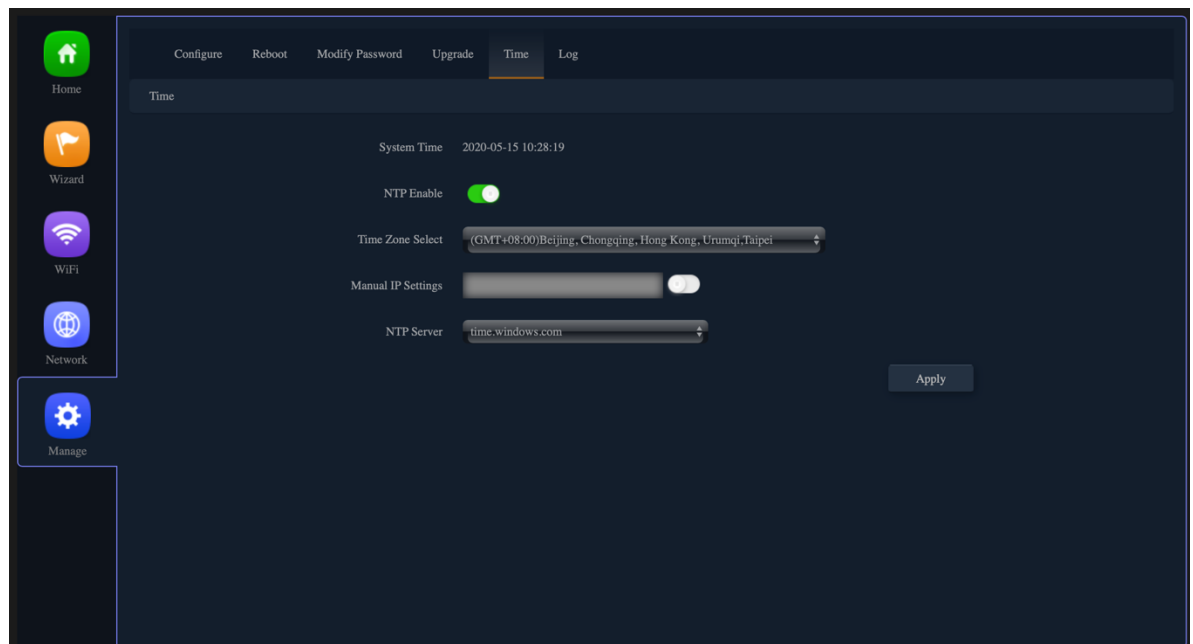 Home
Wizard
WiFi
Network
Manage
Configure Reboot Modify Password Upgrade Time Log
Time
System Time 2020-05-15 10:28:19
NTP Enable
Time Zone Select (GMT+08:00)Beijing, Chongqing, Hong Kong, Urumqi,Taipei
Manual IP Settings
NTP Server time.windows.com
Apply